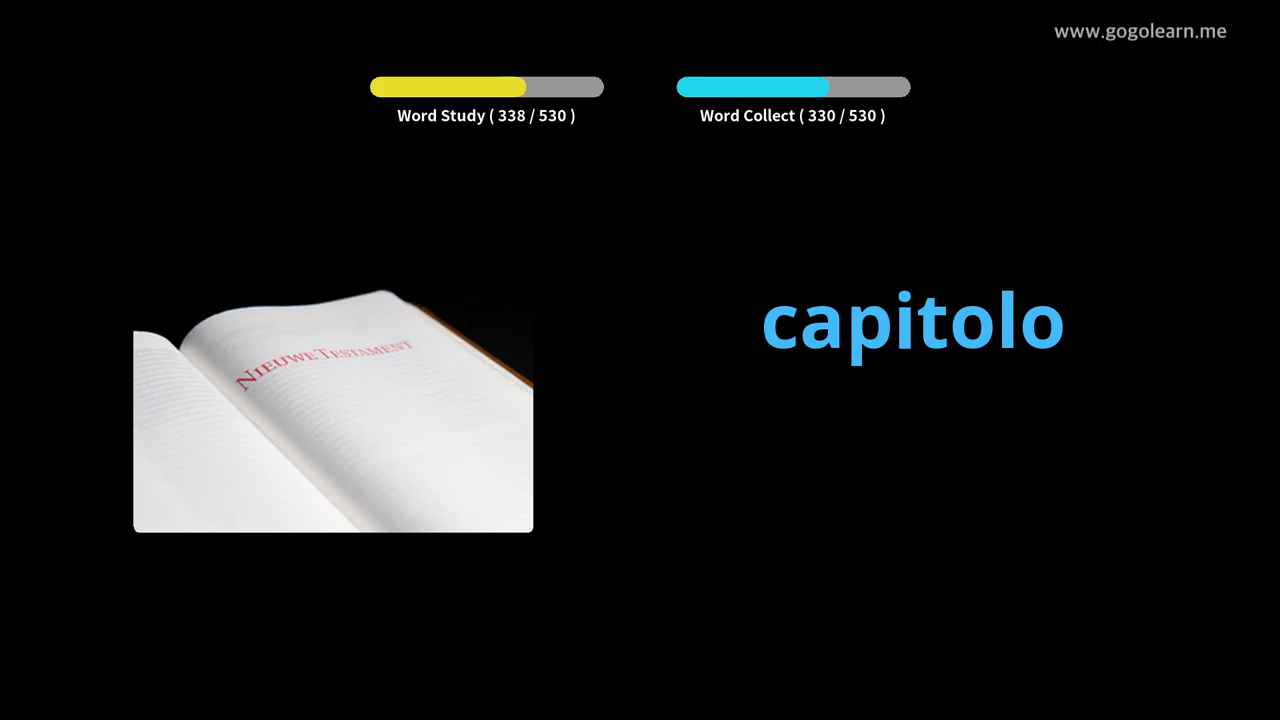 www.gogolearn.me
Word Study ( 338 / 530 )
Word Collect ( 330 / 530 )
NIEUWE TESTAMENT
capitolo